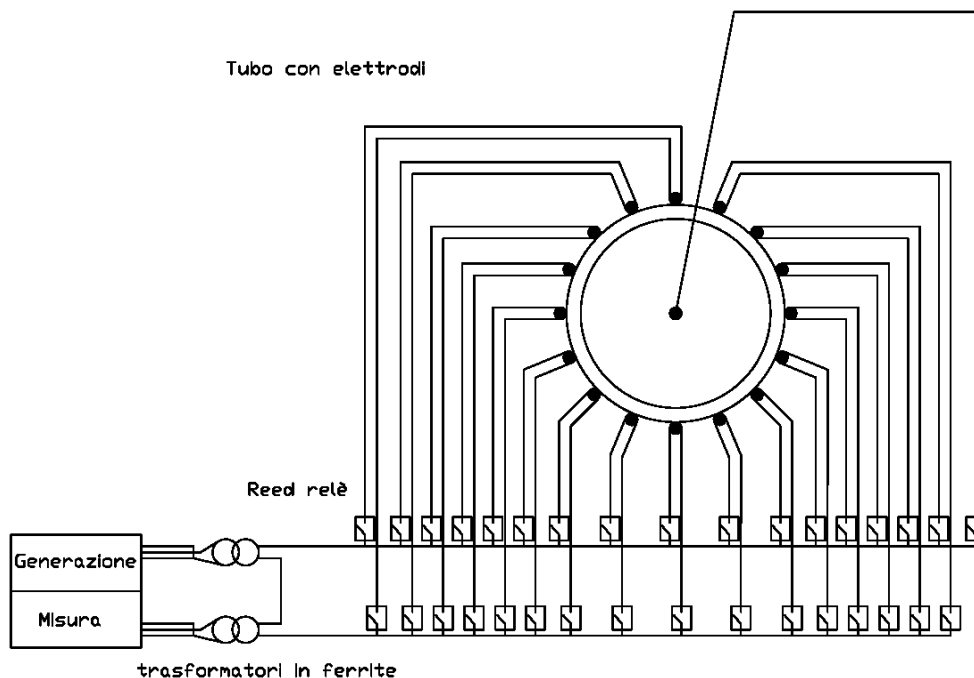 Tubo con elettrodi
Reed relè
Generazione
Misura
trasformatori in ferrite